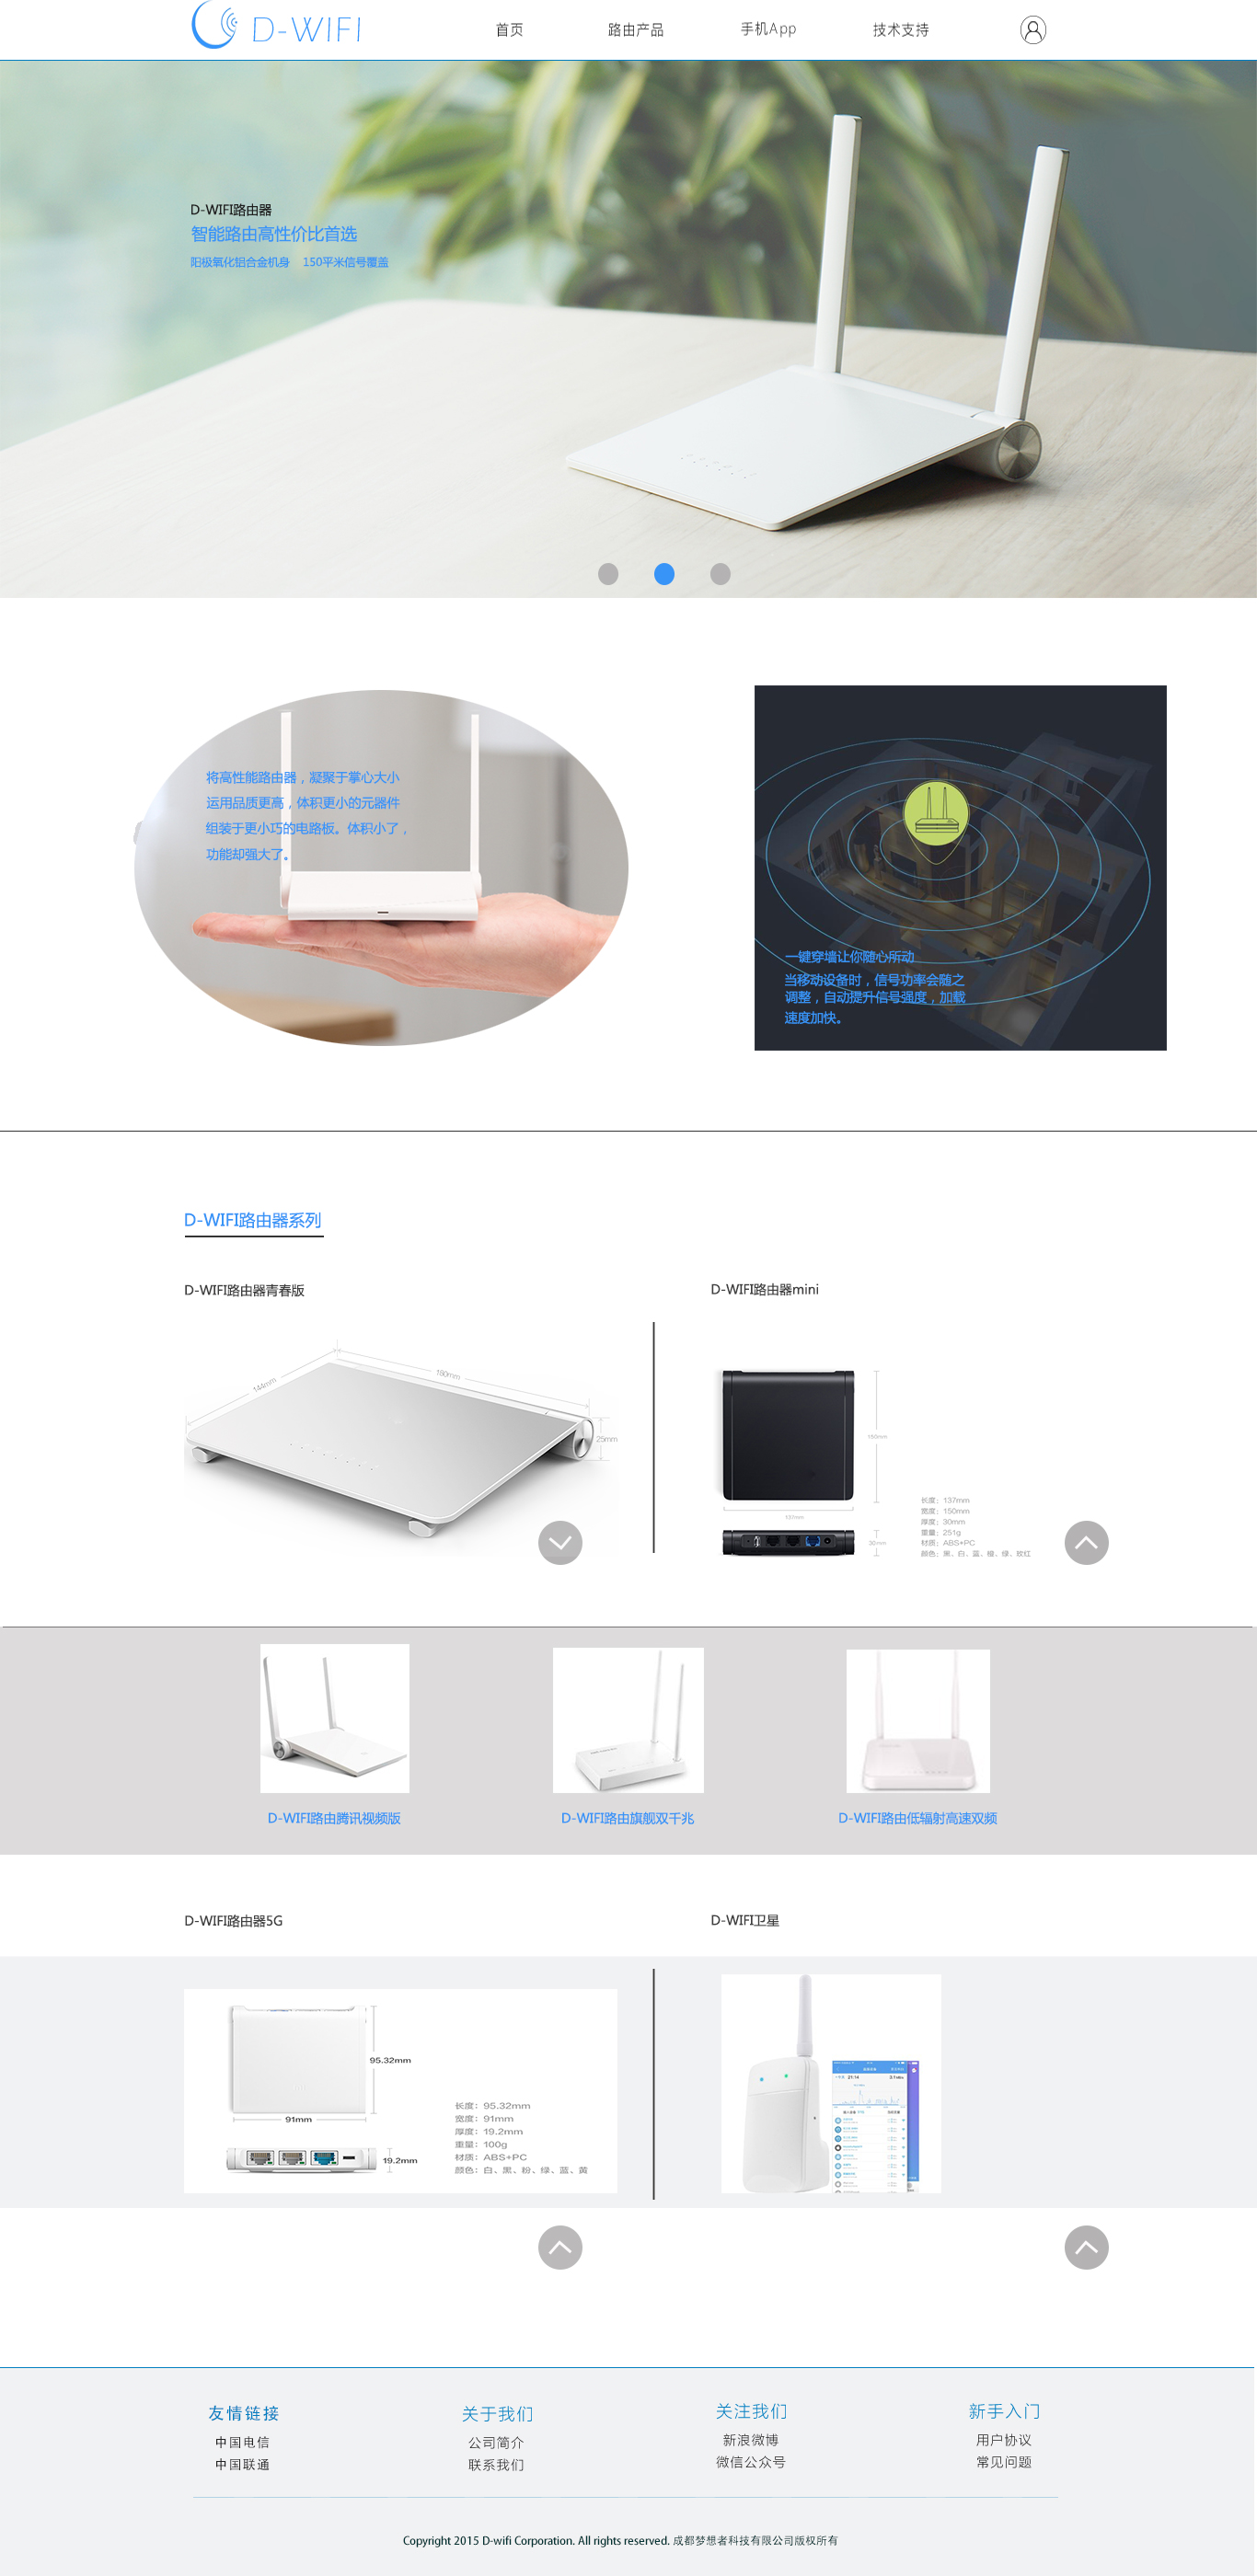 D-WIFI
首页 路由产品 手机App 技术支持
D-WIFI路由器
智能路由高性价比首选
阳极氧化铝合金机身 150平米信号覆盖
将高性能路由器，凝聚于掌心大小
运用品质更高，体积更小的元器件
组装于更小巧的电路板。体积小了，
功能却强大了。
一键穿墙让你随心所动
当移动设备时，信号功率会随之
调整，自动提升信号强度，加载
速度加快。
D-WIFI路由器系列
D-WIFI路由器青春版
144mm
180mm
25mm
D-WIFI路由器mini
150mm
137mm
30mm
长度：137mm
宽度：150mm
厚度：30mm
重量：251g
材质：ABS+PC
颜色：黑、白、蓝、橙、绿、玫红
D-WIFI路由腾讯视频版
D-WIFI路由旗舰双千兆
D-WIFI路由低辐射高速双频
D-WIFI路由器5G
95.32mm
91mm
19.2mm
长度：95.32mm
宽度：91mm
厚度：19.2mm
重量：100g
材质：ABS+PC
颜色：白、黑、粉、绿、蓝、黄
D-WIFI卫星
21:14
友情链接
中国电信
中国联通
关于我们
公司简介
联系我们
关注我们
新浪微博
微信公众号
新手入门
用户协议
常见问题
Copyright 2015 D-wifi Corporation. All rights reserved. 成都梦想者科技有限公司版权所有